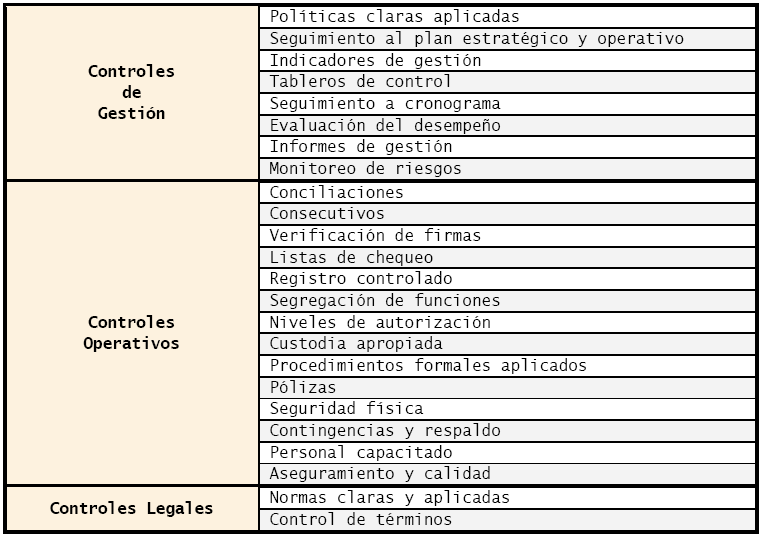 Controles
de
Gestión
Políticas claras aplicadas
Seguimiento al plan estratégico y operativo
Indicadores de gestión
Tableros de control
Seguimiento a cronograma
Evaluación del desempeño
Informes de gestión
Monitoreo de riesgos
Controles
Operativos
Conciliaciones
Consecutivos
Verificación de firmas
Listas de chequeo
Registro controlado
Segregación de funciones
Niveles de autorización
Custodia apropiada
Procedimientos formales aplicados
Pólizas
Seguridad física
Contingencias y respaldo
Personal capacitado
Aseguramiento y calidad
Controles Legales
Normas claras y aplicadas
Control de términos